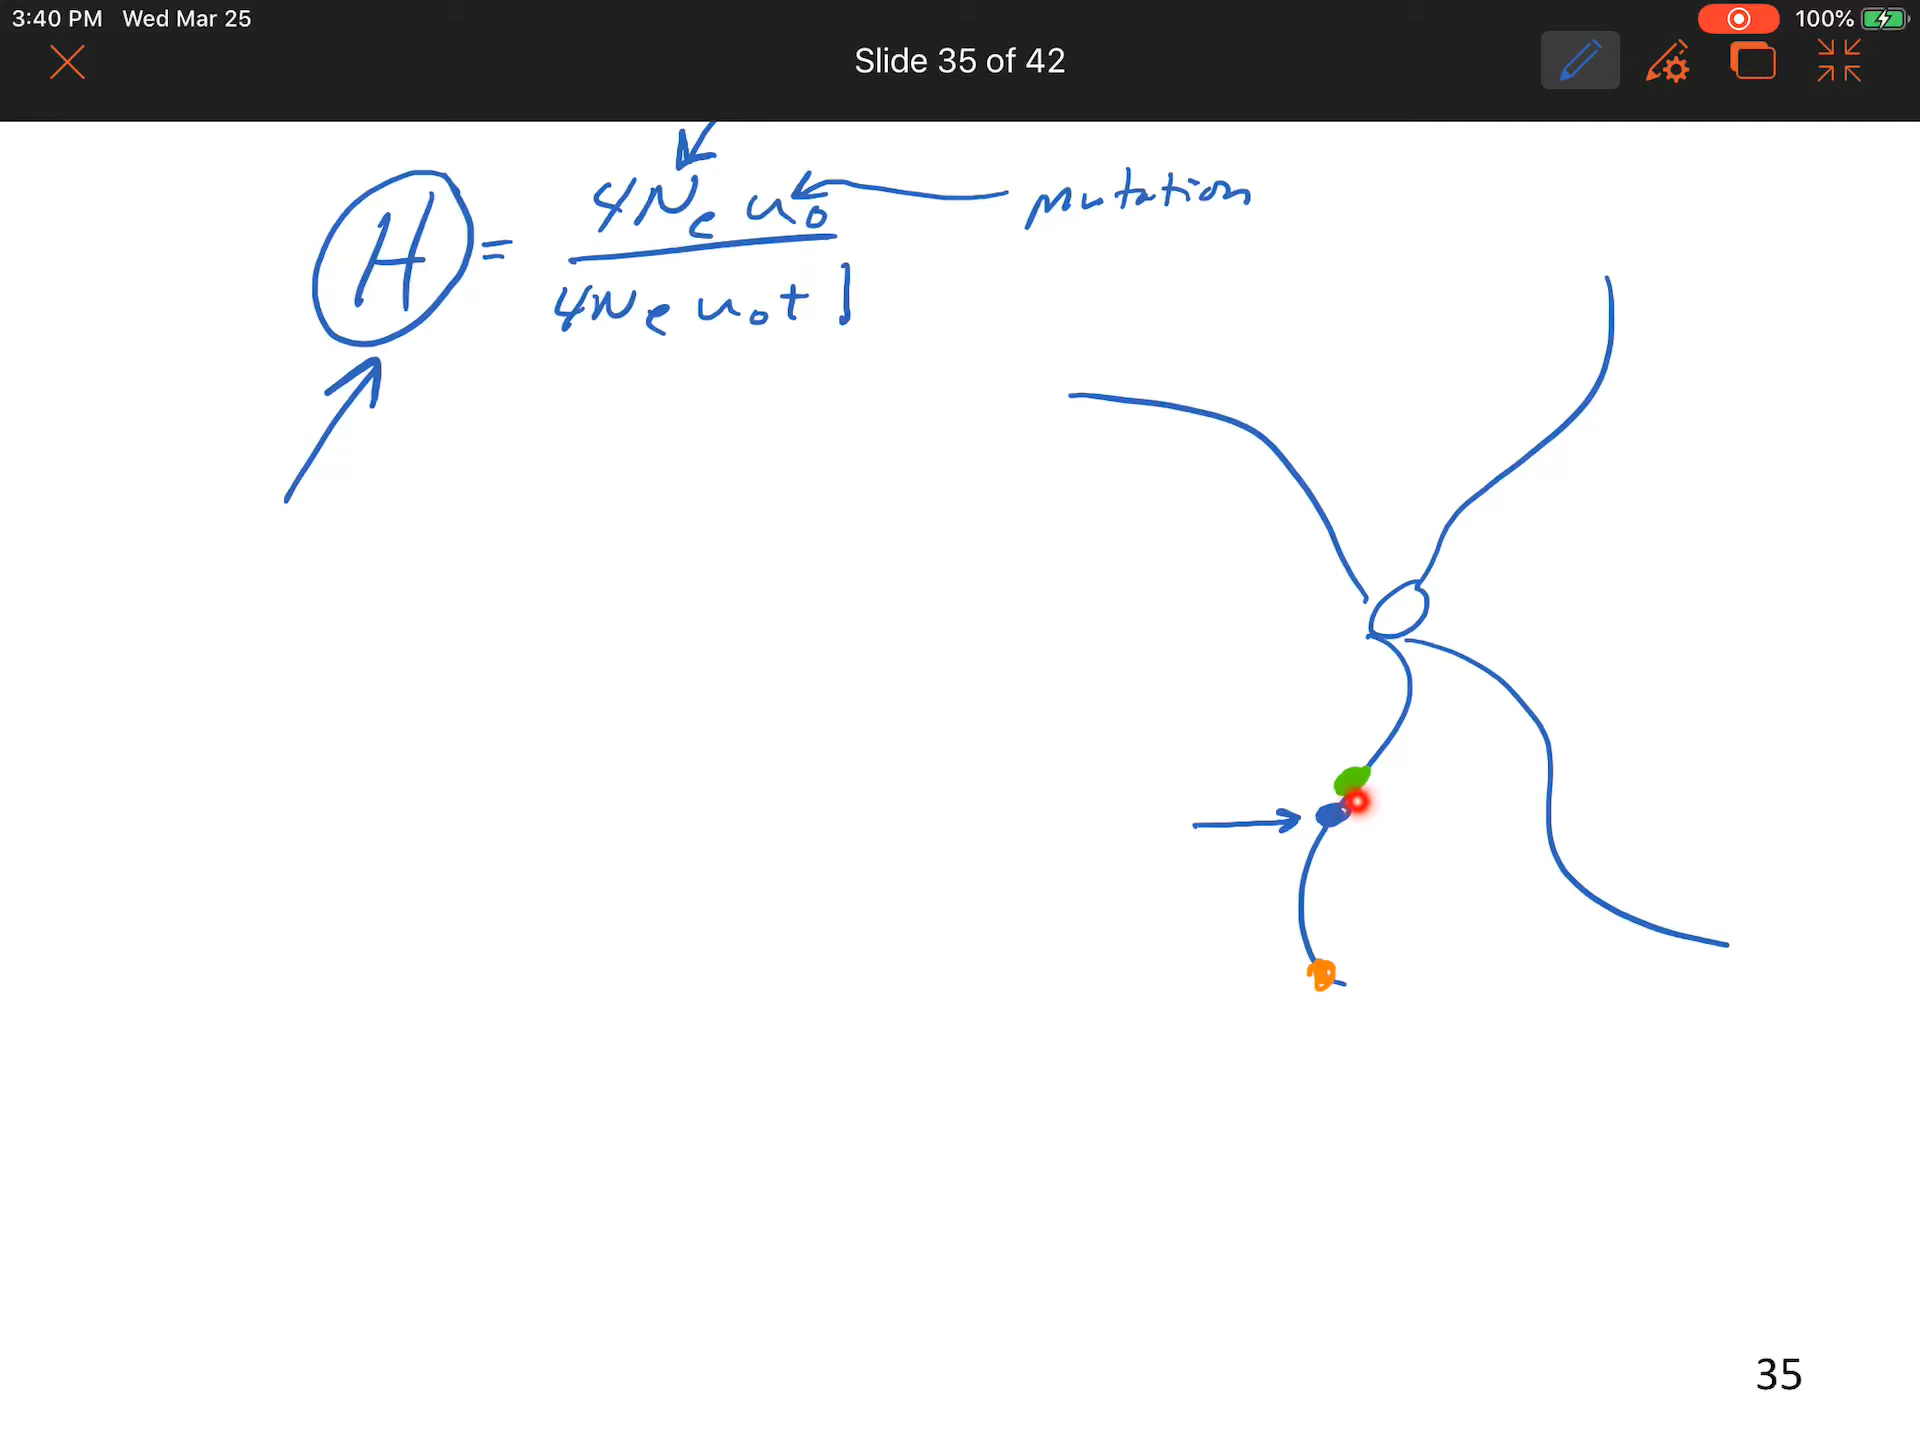 3:40 PM Wed Mar 25
100%
Slide 35 of 42
H = 4Ne u0
4Ne u0 + 1
mutation
35